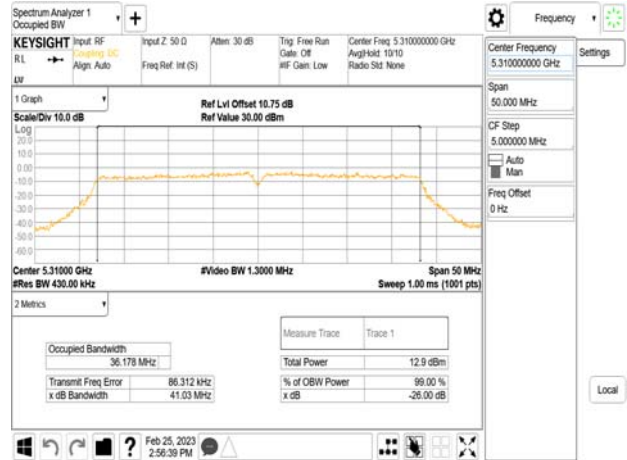 Spectrum Analyzer 1
Occupied BW
Frequency
KEYSIGHT
RL
Input: RF
Coupling: DC
Align: Auto
Input Z: 50 Ω
Freq Ref: Int (S)
Atten: 30 dB
Trig: Free Run
Gate: Off
#IF Gain: Low
Center Freq: 5.310000000 GHz
Avg|Hold: 10/10
Radio Std: None
Center Frequency
5.310000000 GHz
Settings
Span
50.000 MHz
CF Step
5.000000 MHz
Auto
Man
Freq Offset
0 Hz
Local
1 Graph
Scale/Div 10.0 dB
Ref Lvl Offset 10.75 dB
Ref Value 30.00 dBm
Log
20.0
10.0
0.00
-10.0
-20.0
-30.0
-40.0
-50.0
-60.0
Center 5.31000 GHz
#Res BW 430.00 kHz
#Video BW 1.3000 MHz
Span 50 MHz
Sweep 1.00 ms (1001 pts)
2 Metrics
Measure Trace
Trace 1
Occupied Bandwidth
36.178 MHz
Total Power
12.9 dBm
Transmit Freq Error
86.312 kHz
% of OBW Power
99.00 %
x dB Bandwidth
41.03 MHz
x dB
-26.00 dB
?
Feb 25, 2023
2:56:39 PM